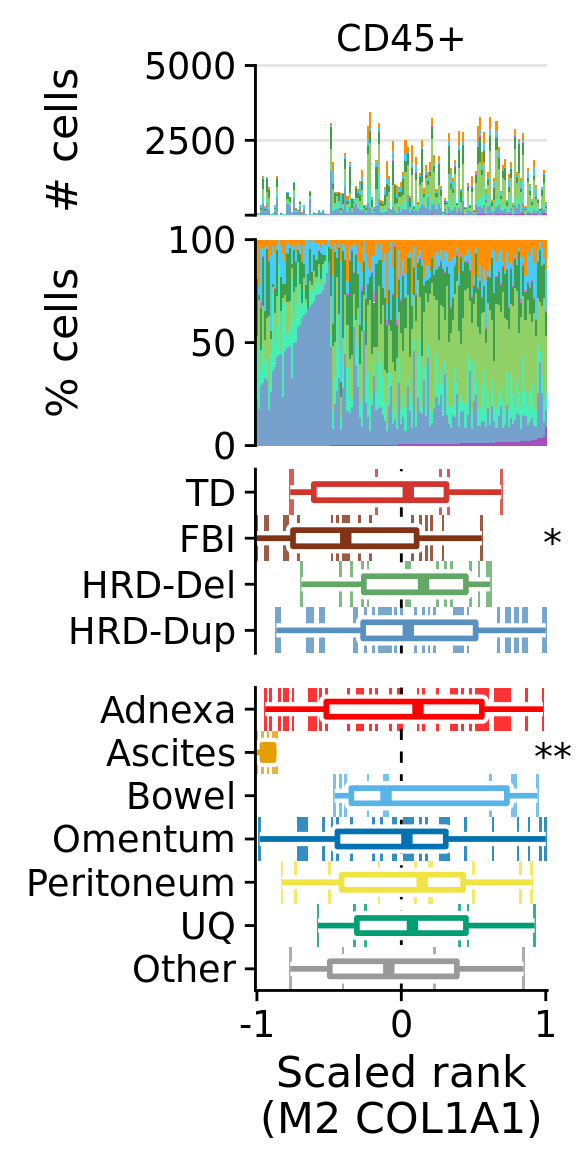 CD45+
5000
2500
# cells
100
50
0
% cells
TD
FBI *
HRD-Del
HRD-Dup
Adnexa
Ascites **
Bowel
Omentum
Peritoneum
UQ
Other
-1 0 1
Scaled rank
(M2 COL1A1)